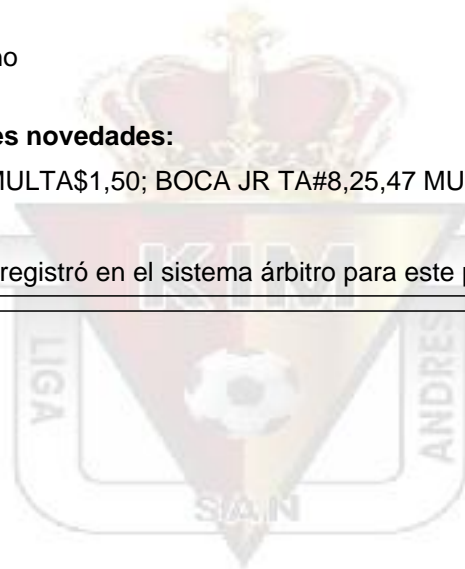 es novedades:
MULTA$1,50; BOCA JR TA#8,25,47 MU
registró en el sistema árbitro para este
KIM
LIGA
ANDRES
SAN